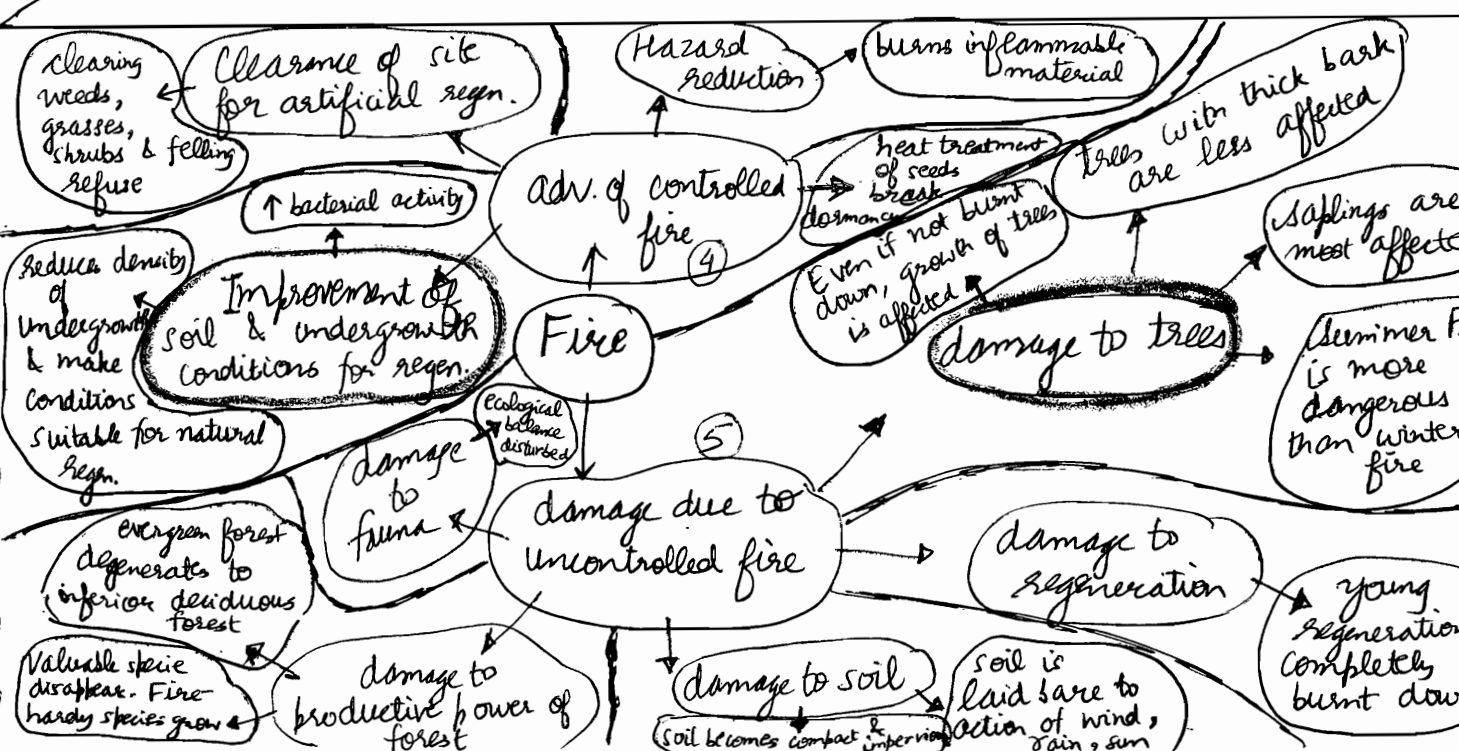 clearing
weeds,
grasses,
shrubs & felling
refuse
Clearance of site
for artificial regen.
Hazard
reduction
burns inflammable
material
trees with thick bark
are less affected
↑ bacterial activity
adv. of controlled
fire
4
heat treatment
of seeds
break
dormancy
Even if not burnt
down, growth of trees
is affected
saplings are
most affecte
reduces density
of
undergrowth
& make
conditions
suitable for natural
regen.
Improvement of
soil & undergrowth
conditions for regen.
Fire
damage to trees
Summer F
is more
dangerous
than winter
fire
ecological
balance
disturbed
damage
to
fauna
5
damage due to
uncontrolled fire
damage to
regeneration
young
regeneration
completely
burnt dow
evergreen forest
degenerates to
inferior deciduous
forest
Valuable specie
disappear. Fire-
hardy species grow
damage to
productive power of
forest
damage to soil
soil becomes compact & impervious
soil is
laid bare to
action of wind,
rain, sun